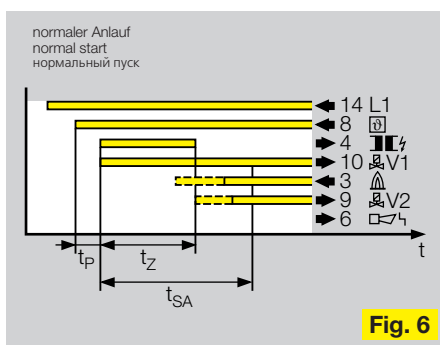 normaler Anlauf
normal start
нормальный пуск
14 L1
8 ϑ
4
10 V1
3
9 V2
6
t
tP
tZ
tSA
Fig. 6